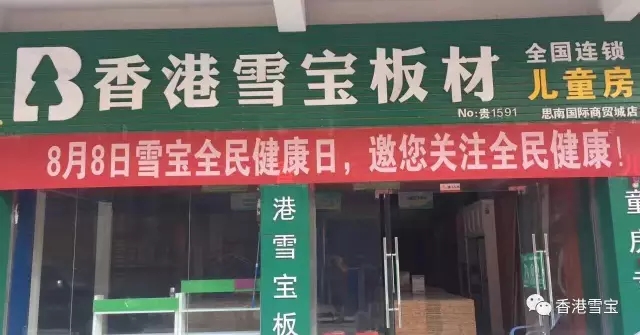 香港雪宝板材
全国连锁
儿童房
No:贵1591
思南国际商贸城店
8月8日雪宝全民健康日，邀您关注全民健康！
港雪宝板
童房
香港雪宝